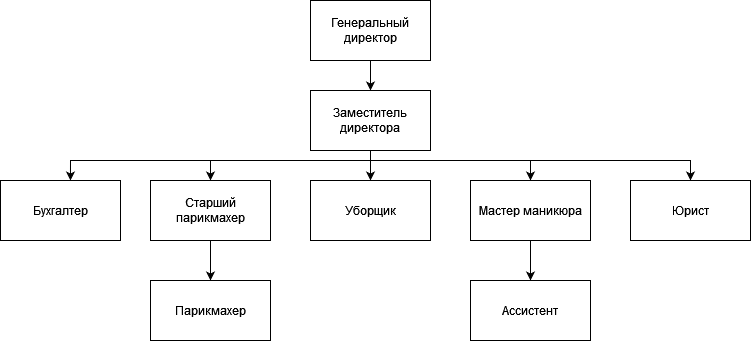 Генеральный
директор
Заместитель
директора
Бухгалтер
Старший
парикмахер
Уборщик
Мастер маникюра
Юрист
Парикмахер
Ассистент